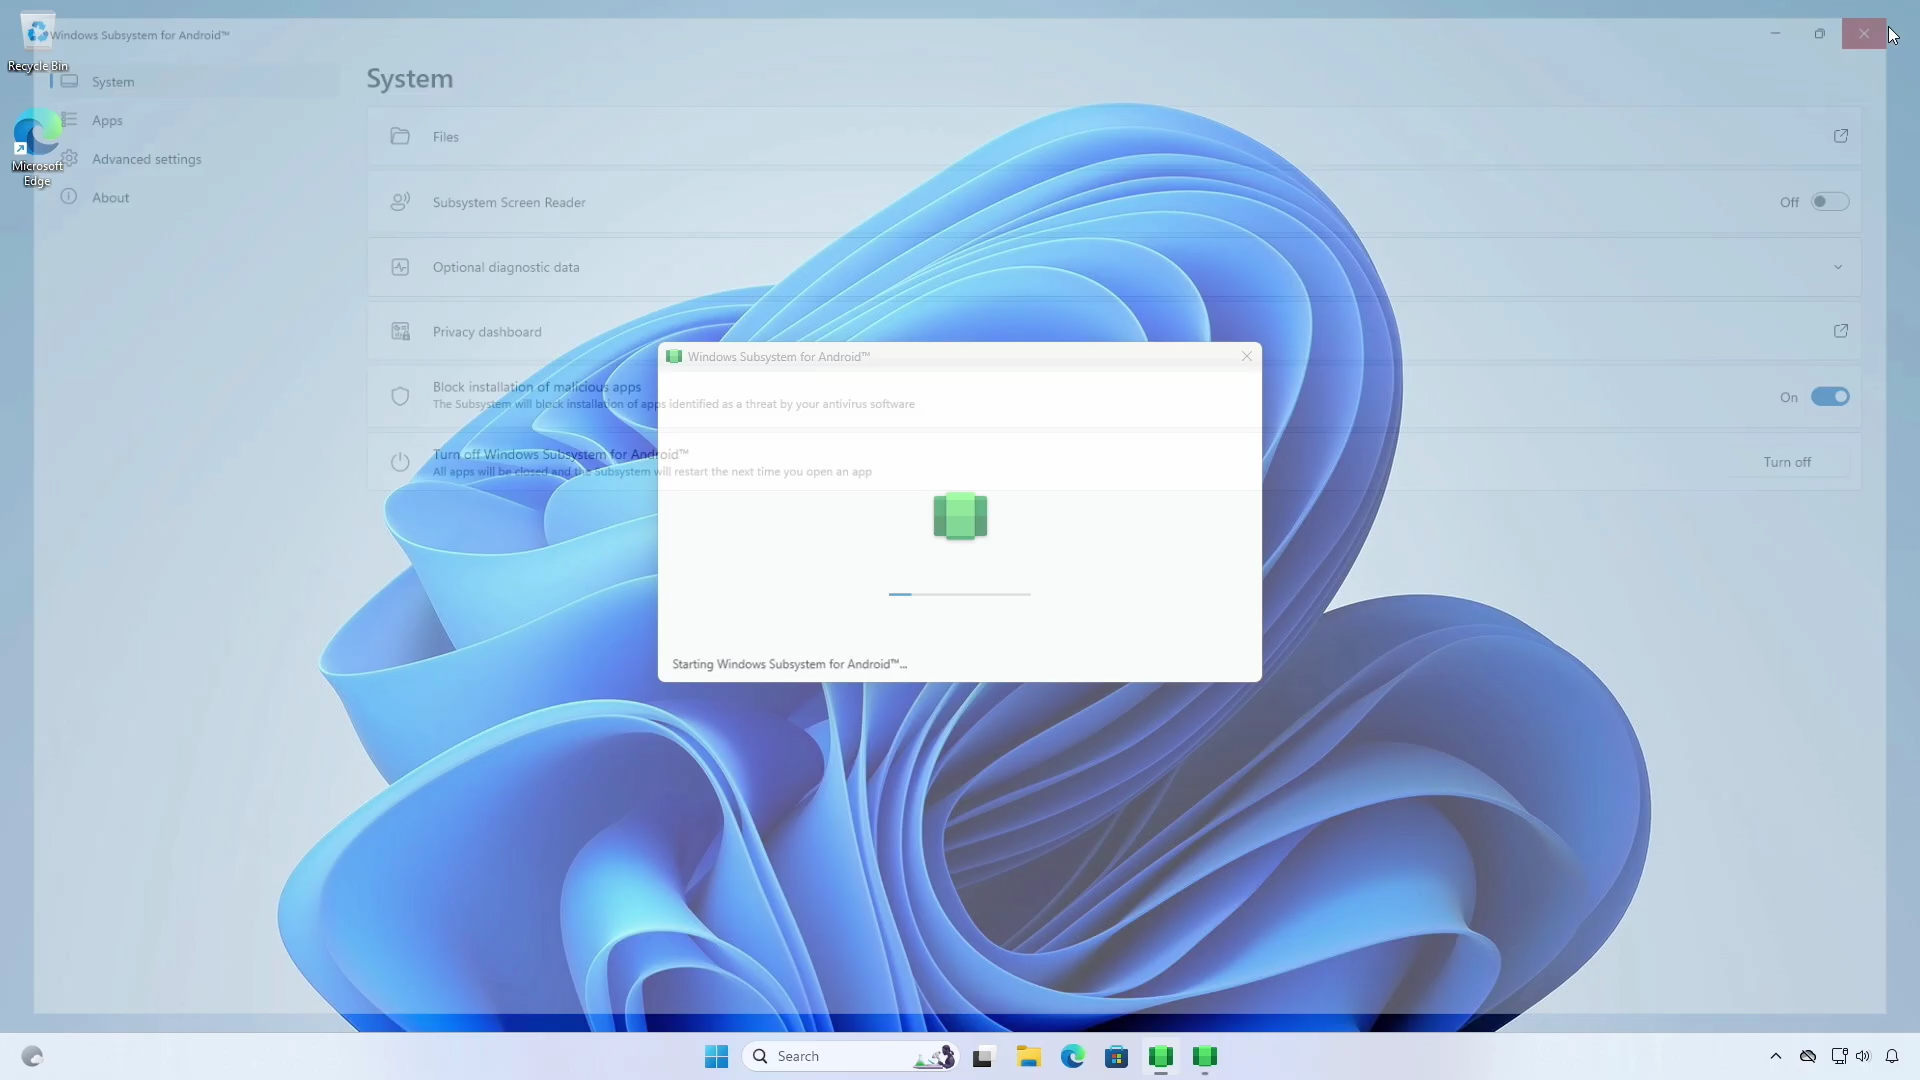 Windows Subsystem for Android™
Recycle Bin
System
Apps
Microsoft
Edge
Advanced settings
About
System
Files
Subsystem Screen Reader
Off
Optional diagnostic data
Privacy dashboard
Windows Subsystem for Android™
Block installation of malicious apps
The Subsystem will block installation of apps identified as a threat by your antivirus software
On
Turn off Windows Subsystem for Android™
All apps will be closed and the Subsystem will restart the next time you open an app
Turn off
Starting Windows Subsystem for Android™...
Search